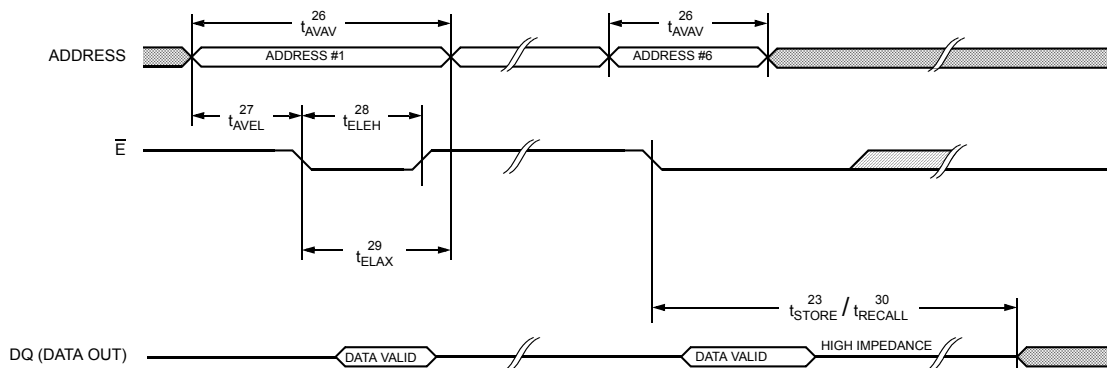 26
tAVAV
26
tAVAV
ADDRESS
ADDRESS #1
ADDRESS #6
27
tAVEL
28
tELEH
E̅
29
tELAX
23 30
tSTORE / tRECALL
DQ (DATA OUT)
DATA VALID
DATA VALID
HIGH IMPEDANCE